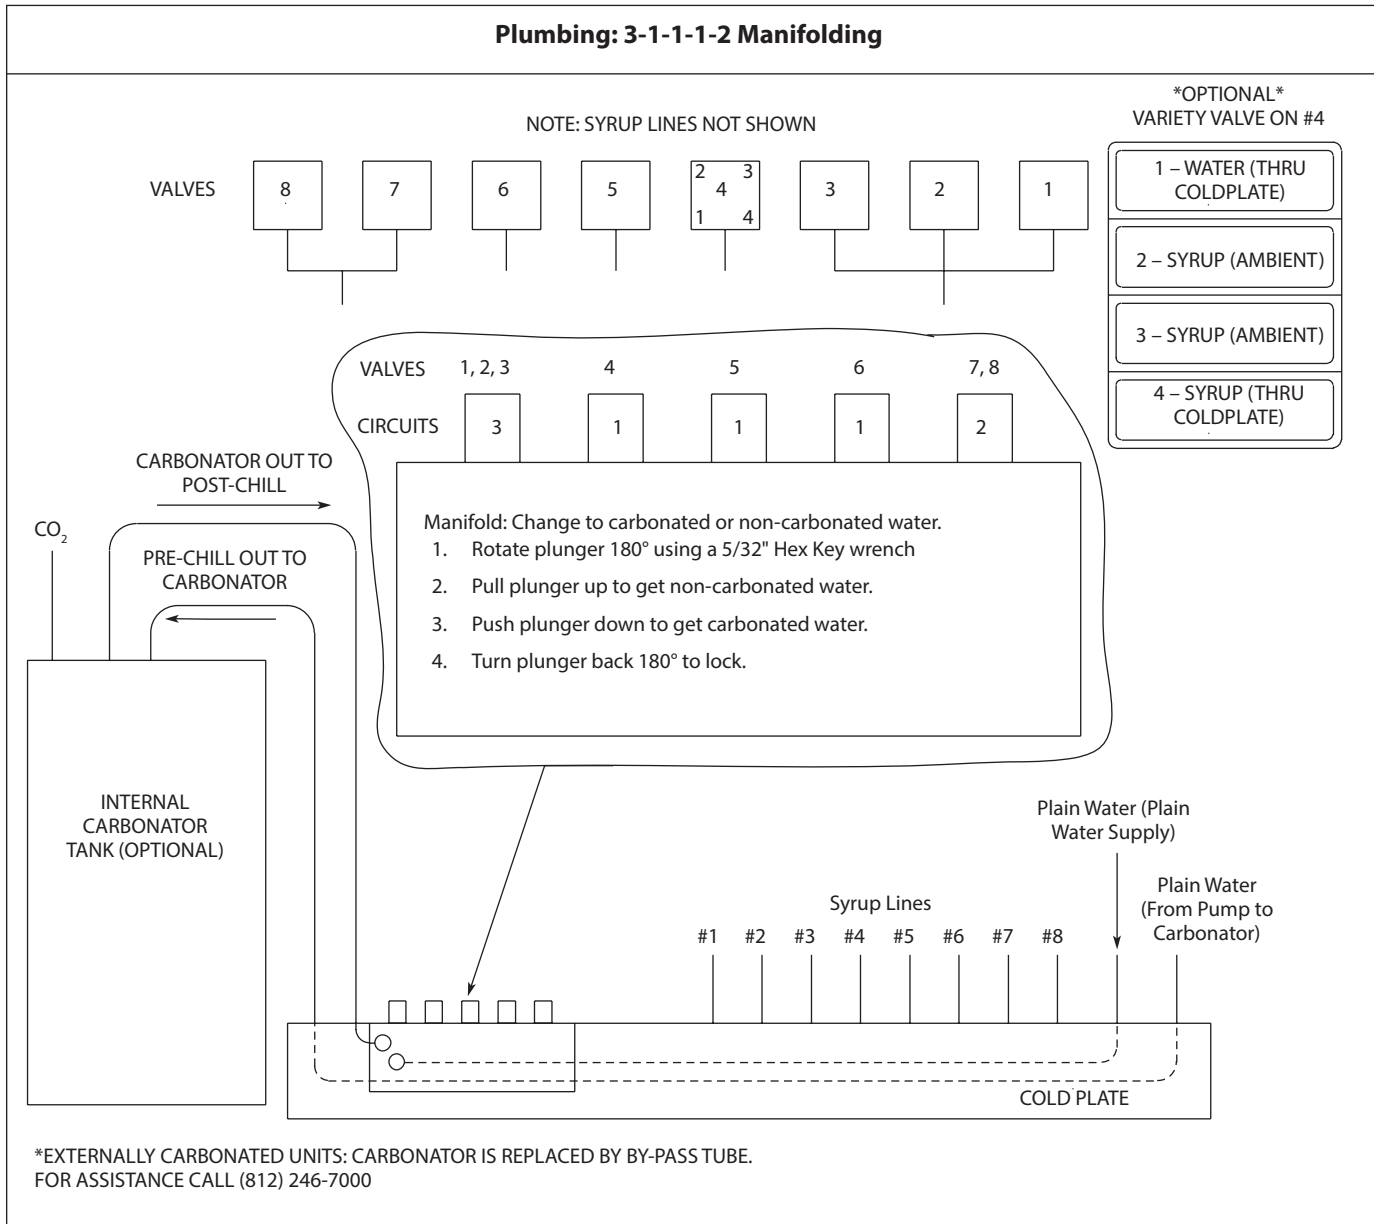 Plumbing: 3-1-1-1-2 Manifolding
*OPTIONAL*
VARIETY VALVE ON #4
NOTE: SYRUP LINES NOT SHOWN
VALVES 8 7 6 5 4 3 2 1
2 3
1 4
1 – WATER (THRU
COLDPLATE)
2 – SYRUP (AMBIENT)
3 – SYRUP (AMBIENT)
4 – SYRUP (THRU
COLDPLATE)
VALVES 1, 2, 3 4 5 6 7, 8
CIRCUITS 3 1 1 1 2
CARBONATOR OUT TO
POST-CHILL
CO2
PRE-CHILL OUT TO
CARBONATOR
Manifold: Change to carbonated or non-carbonated water.
1. Rotate plunger 180° using a 5/32" Hex Key wrench
2. Pull plunger up to get non-carbonated water.
3. Push plunger down to get carbonated water.
4. Turn plunger back 180° to lock.
INTERNAL
CARBONATOR
TANK (OPTIONAL)
Plain Water (Plain
Water Supply)
Plain Water
(From Pump to
Carbonator)
Syrup Lines
#1 #2 #3 #4 #5 #6 #7 #8
COLD PLATE
*EXTERNALLY CARBONATED UNITS: CARBONATOR IS REPLACED BY BY-PASS TUBE.
FOR ASSISTANCE CALL (812) 246-7000